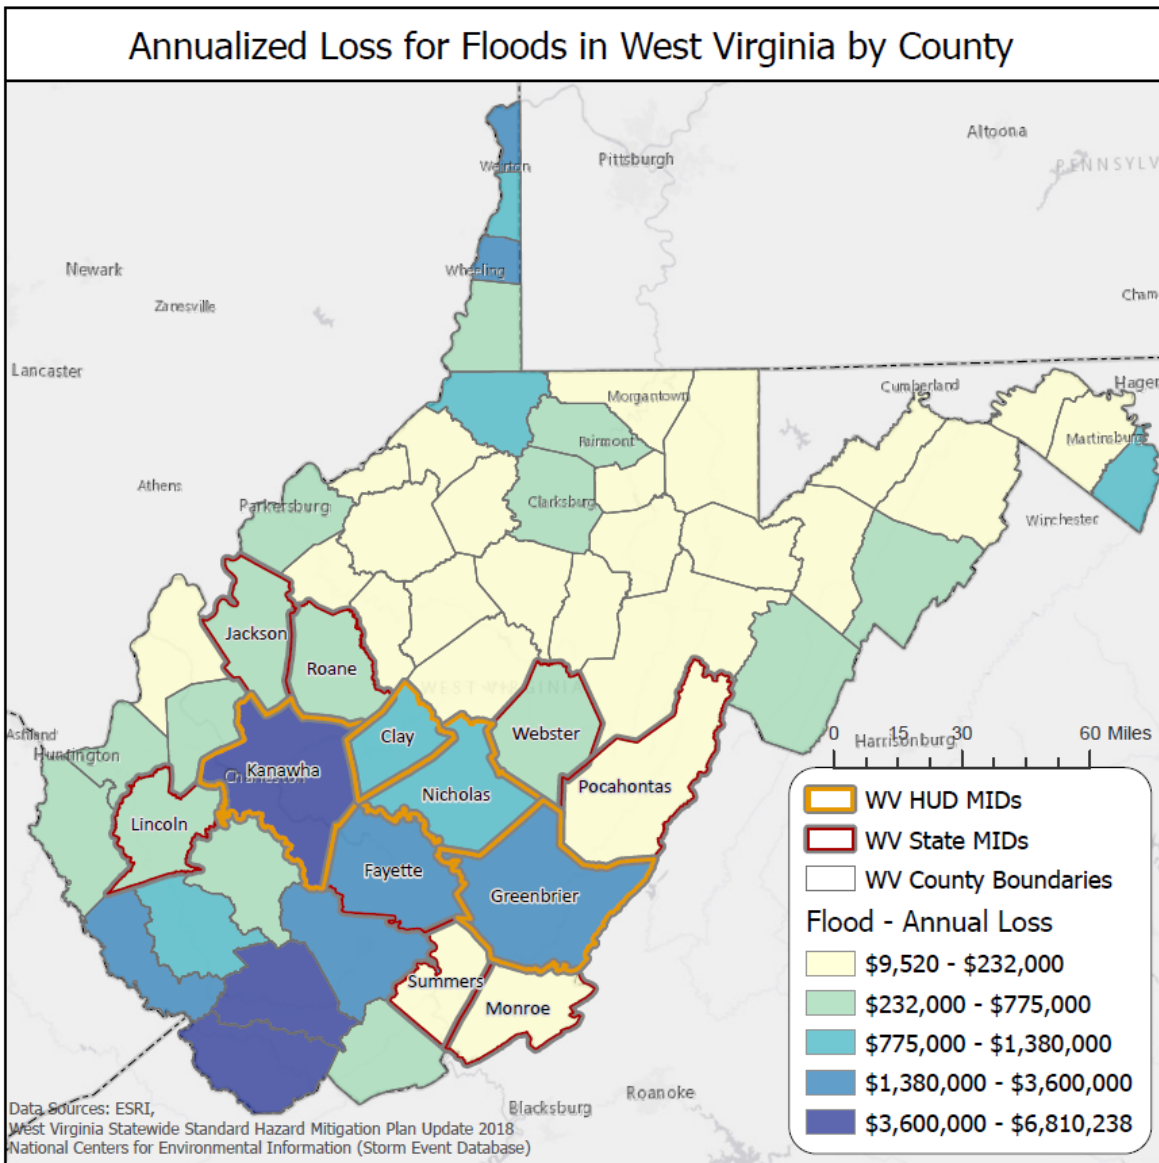 Annualized Loss for Floods in West Virginia by County
Altoona
Pittsburgh
PENNSYLV
Weirton
Newark
Wheeling
Zanesville
Cham
Lancaster
Cumberland
Hager
Morgantown
Fairmont
Martinsburg
Athens
Parkersburg
Clarksburg
Winchester
Jackson
Roane
WEST VIRGINIA
Ashland
Huntington
Clay
Webster
Harrisonburg
Kanawha
Charleston
Nicholas
Pocahontas
Lincoln
Fayette
Greenbrier
Summers
Monroe
Roanoke
Blacksburg
0 15 30 60 Miles
WV HUD MIDs
WV State MIDs
WV County Boundaries
Flood - Annual Loss
$9,520 - $232,000
$232,000 - $775,000
$775,000 - $1,380,000
$1,380,000 - $3,600,000
$3,600,000 - $6,810,238
Data Sources: ESRI,
West Virginia Statewide Standard Hazard Mitigation Plan Update 2018
National Centers for Environmental Information (Storm Event Database)